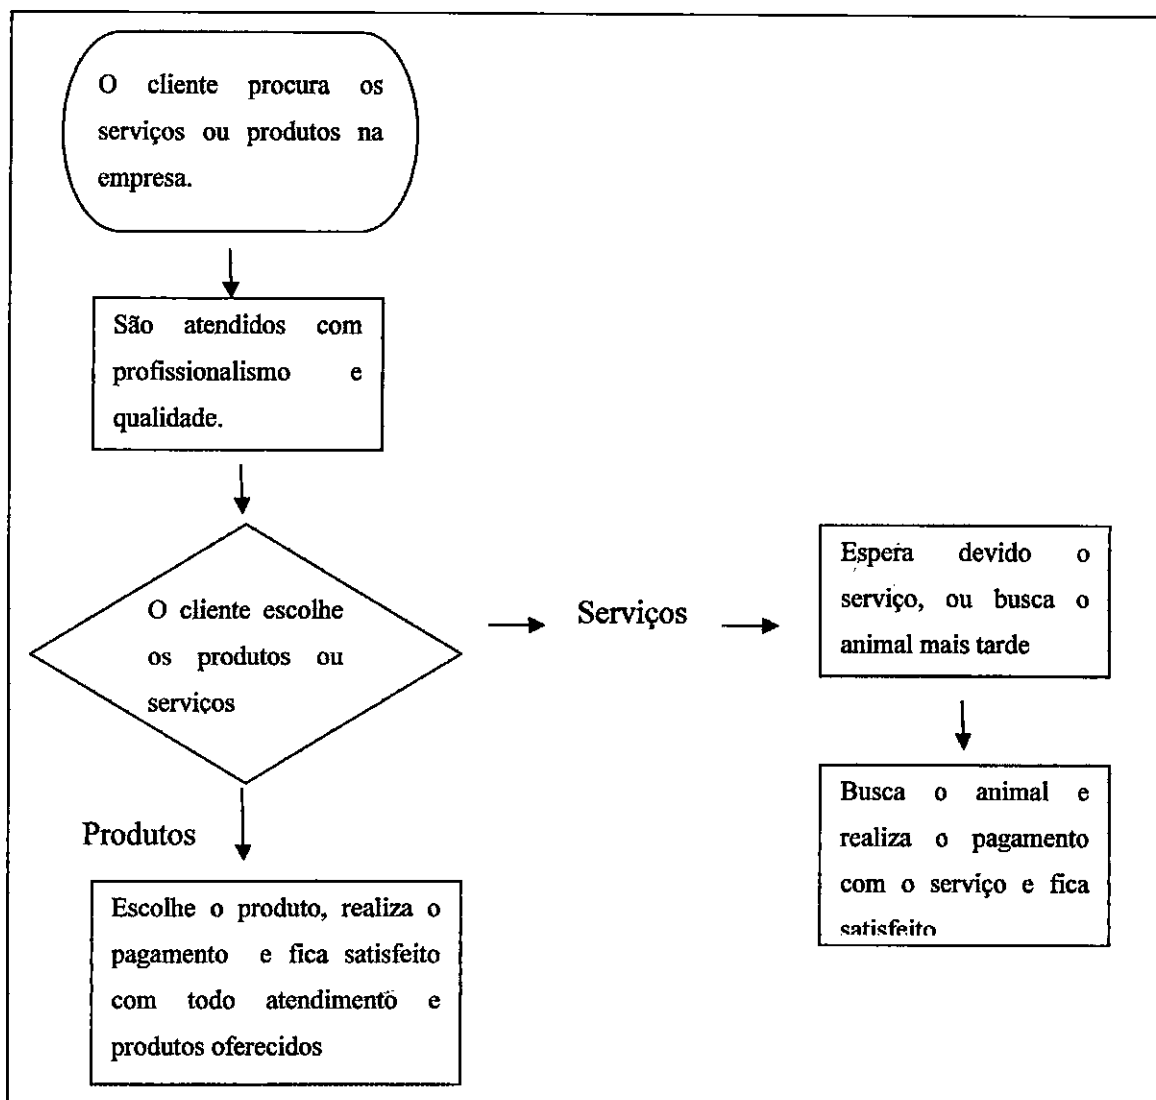 O cliente procura os
serviços ou produtos na
empresa.
São atendidos com
profissionalismo e
qualidade.
O cliente escolhe
os produtos ou
serviços
Serviços
Espera devido o
serviço, ou busca o
animal mais tarde
Busca o animal e
realiza o pagamento
com o serviço e fica
satisfeito
Produtos
Escolhe o produto, realiza o
pagamento e fica satisfeito
com todo atendimento e
produtos oferecidos